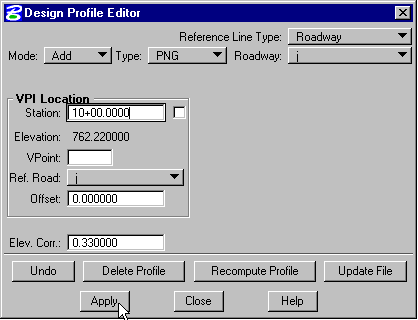 Design Profile Editor
Reference Line Type: Roadway
Mode: Add Type: PNG Roadway: j
VPI Location
Station: 10+00.0000
Elevation: 762.220000
VPoint:
Ref. Road: j
Offset: 0.000000
Elev. Corr.: 0.330000
Undo Delete Profile Recompute Profile Update File
Apply Close Help